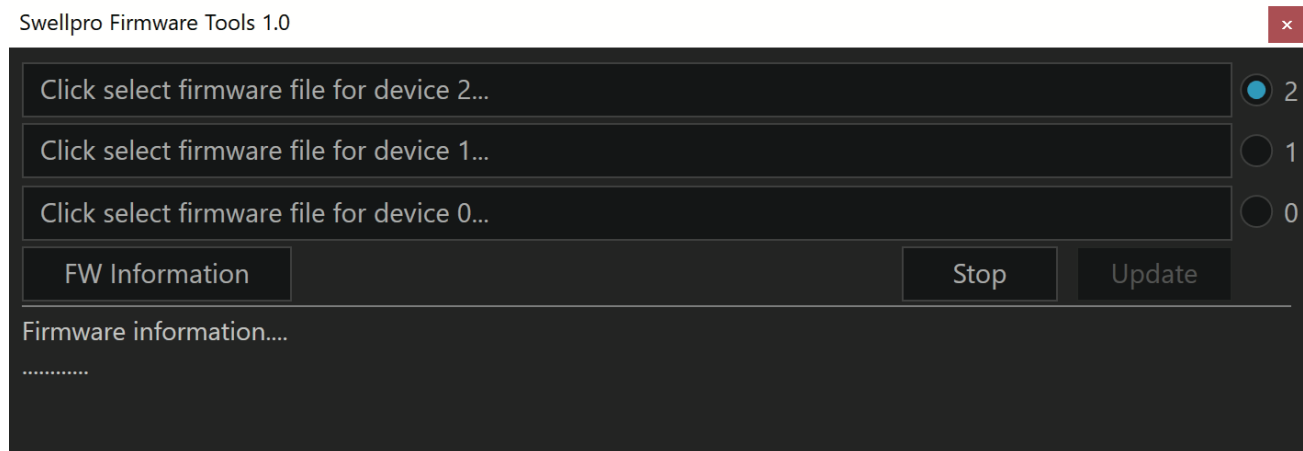 Swellpro Firmware Tools 1.0
×
Click select firmware file for device 2...
2
Click select firmware file for device 1...
1
Click select firmware file for device 0...
0
FW Information
Stop
Update
Firmware information....
............